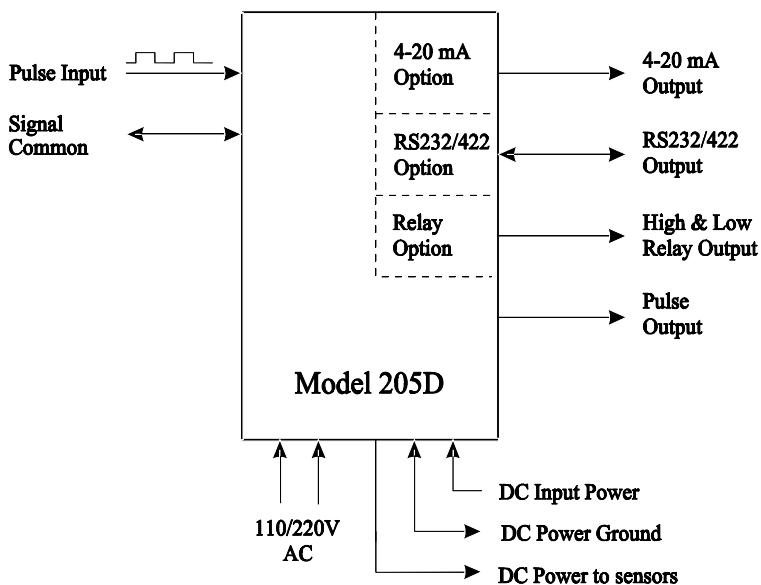 Pulse Input
Signal
Common
4-20 mA
Option
RS232/422
Option
Relay
Option
4-20 mA
Output
RS232/422
Output
High & Low
Relay Output
Pulse
Output
Model 205D
110/220V
AC
DC Input Power
DC Power Ground
DC Power to sensors